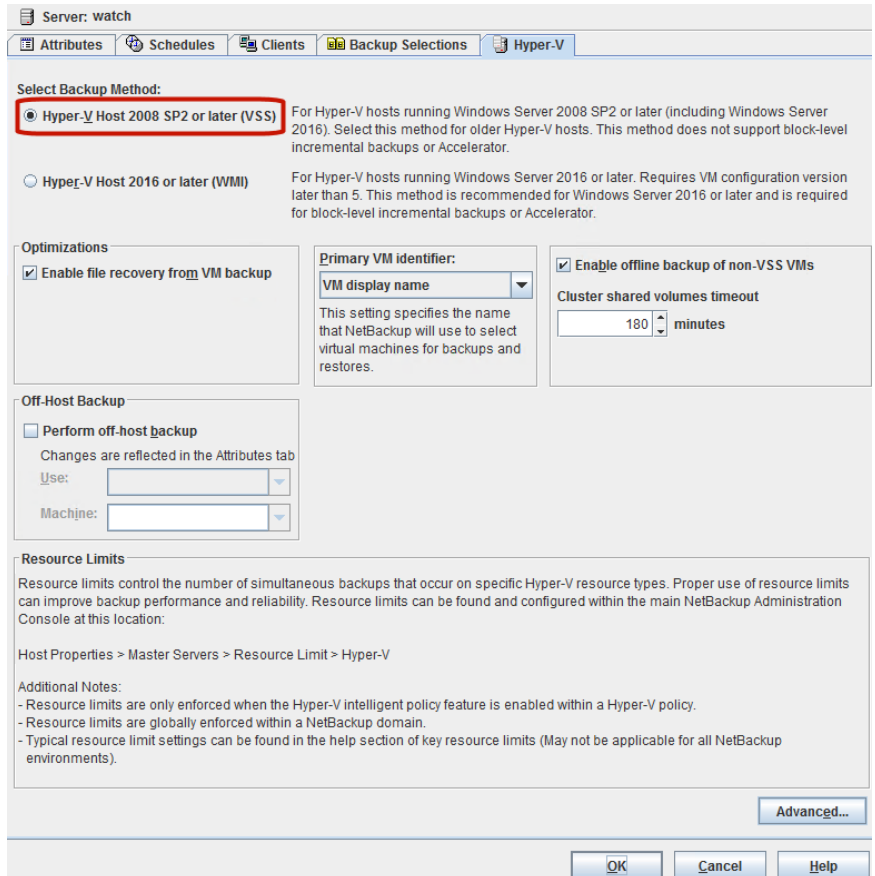 Server: watch
Attributes
Schedules
Clients
Backup Selections
Hyper-V
Select Backup Method:
Hyper-V Host 2008 SP2 or later (VSS)
For Hyper-V hosts running Windows Server 2008 SP2 or later (including Windows Server
2016). Select this method for older Hyper-V hosts. This method does not support block-level
incremental backups or Accelerator.
Hyper-V Host 2016 or later (WMI)
For Hyper-V hosts running Windows Server 2016 or later. Requires VM configuration version
later than 5. This method is recommended for Windows Server 2016 or later and is required
for block-level incremental backups or Accelerator.
Optimizations
Enable file recovery from VM backup
Primary VM identifier:
VM display name
This setting specifies the name
that NetBackup will use to select
virtual machines for backups and
restores.
Enable offline backup of non-VSS VMs
Cluster shared volumes timeout
180 minutes
Off-Host Backup
Perform off-host backup
Changes are reflected in the Attributes tab
Use:
Machine:
Resource Limits
Resource limits control the number of simultaneous backups that occur on specific Hyper-V resource types. Proper use of resource limits
can improve backup performance and reliability. Resource limits can be found and configured within the main NetBackup Administration
Console at this location:
Host Properties > Master Servers > Resource Limit > Hyper-V
Additional Notes:
- Resource limits are only enforced when the Hyper-V intelligent policy feature is enabled within a Hyper-V policy.
- Resource limits are globally enforced within a NetBackup domain.
- Typical resource limit settings can be found in the help section of key resource limits (May not be applicable for all NetBackup
environments).
Advanced...
OK
Cancel
Help